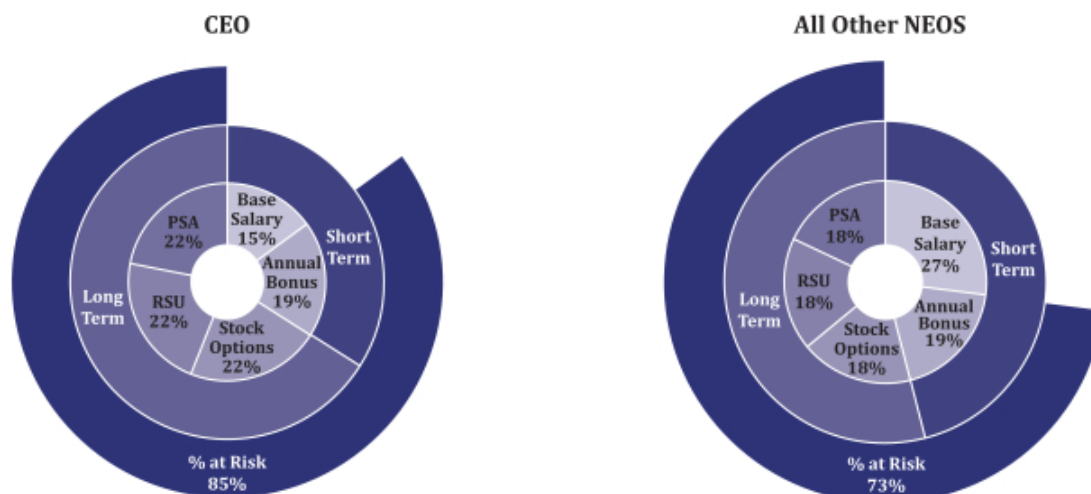 CEO
Base
Salary
15%
Annual
Bonus
19%
Stock
Options
22%
RSU
22%
PSA
22%
Short
Term
Long
Term
% at Risk
85%
All Other NEOS
Base
Salary
27%
Annual
Bonus
19%
Stock
Options
18%
RSU
18%
PSA
18%
Short
Term
Long
Term
% at Risk
73%